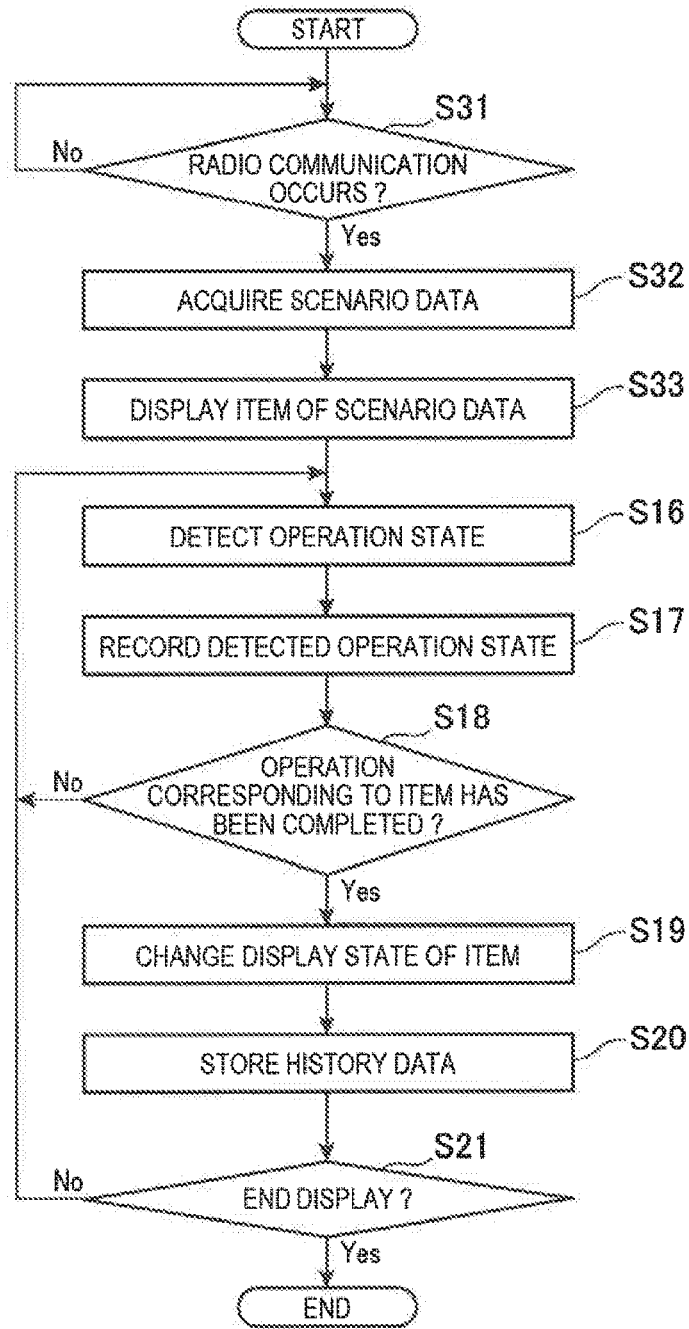 START
S31
No
RADIO COMMUNICATION
OCCURS ?
Yes
S32
ACQUIRE SCENARIO DATA
S33
DISPLAY ITEM OF SCENARIO DATA
S16
DETECT OPERATION STATE
S17
RECORD DETECTED OPERATION STATE
S18
No
OPERATION
CORRESPONDING TO ITEM HAS
BEEN COMPLETED ?
Yes
S19
CHANGE DISPLAY STATE OF ITEM
S20
STORE HISTORY DATA
S21
No
END DISPLAY ?
Yes
END